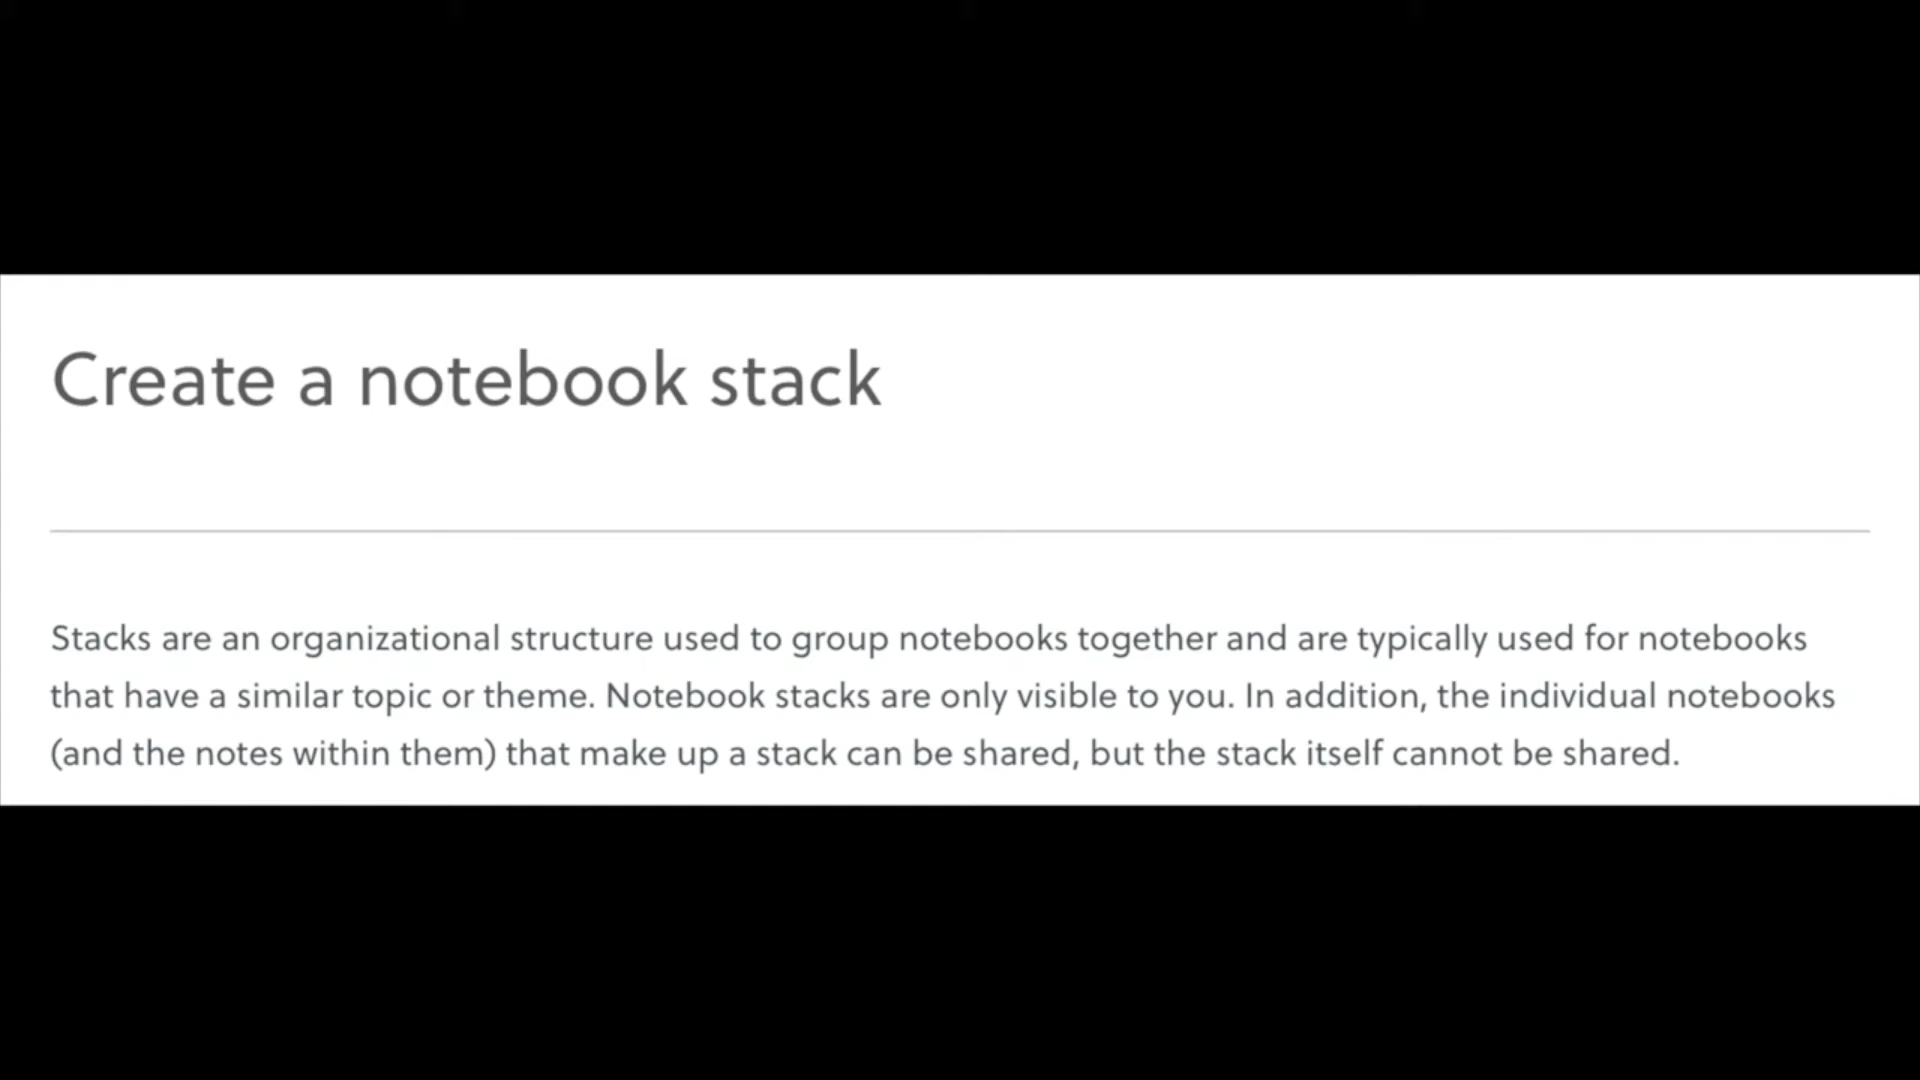 Create a notebook stack
Stacks are an organizational structure used to group notebooks together and are typically used for notebooks
that have a similar topic or theme. Notebook stacks are only visible to you. In addition, the individual notebooks
(and the notes within them) that make up a stack can be shared, but the stack itself cannot be shared.